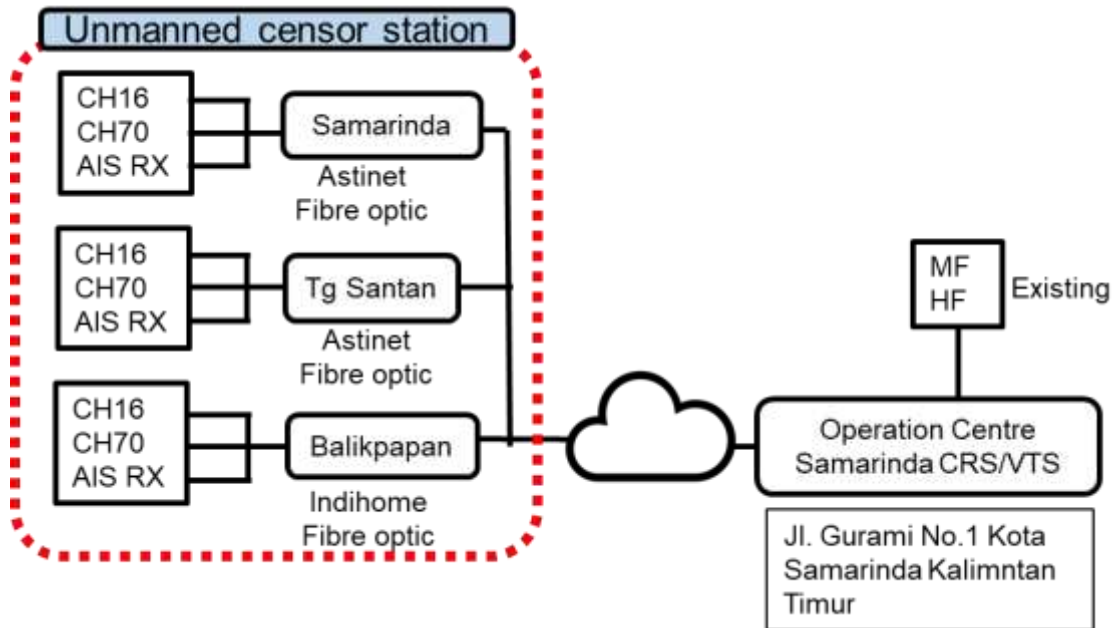 Unmanned censor station
CH16
CH70
AIS RX
Samarinda
Astinet
Fibre optic
CH16
CH70
AIS RX
Tg Santan
Astinet
Fibre optic
CH16
CH70
AIS RX
Balikpapan
Indihome
Fibre optic
MF
HF
Existing
Operation Centre
Samarinda CRS/VTS
Jl. Gurami No.1 Kota
Samarinda Kalimntan
Timur